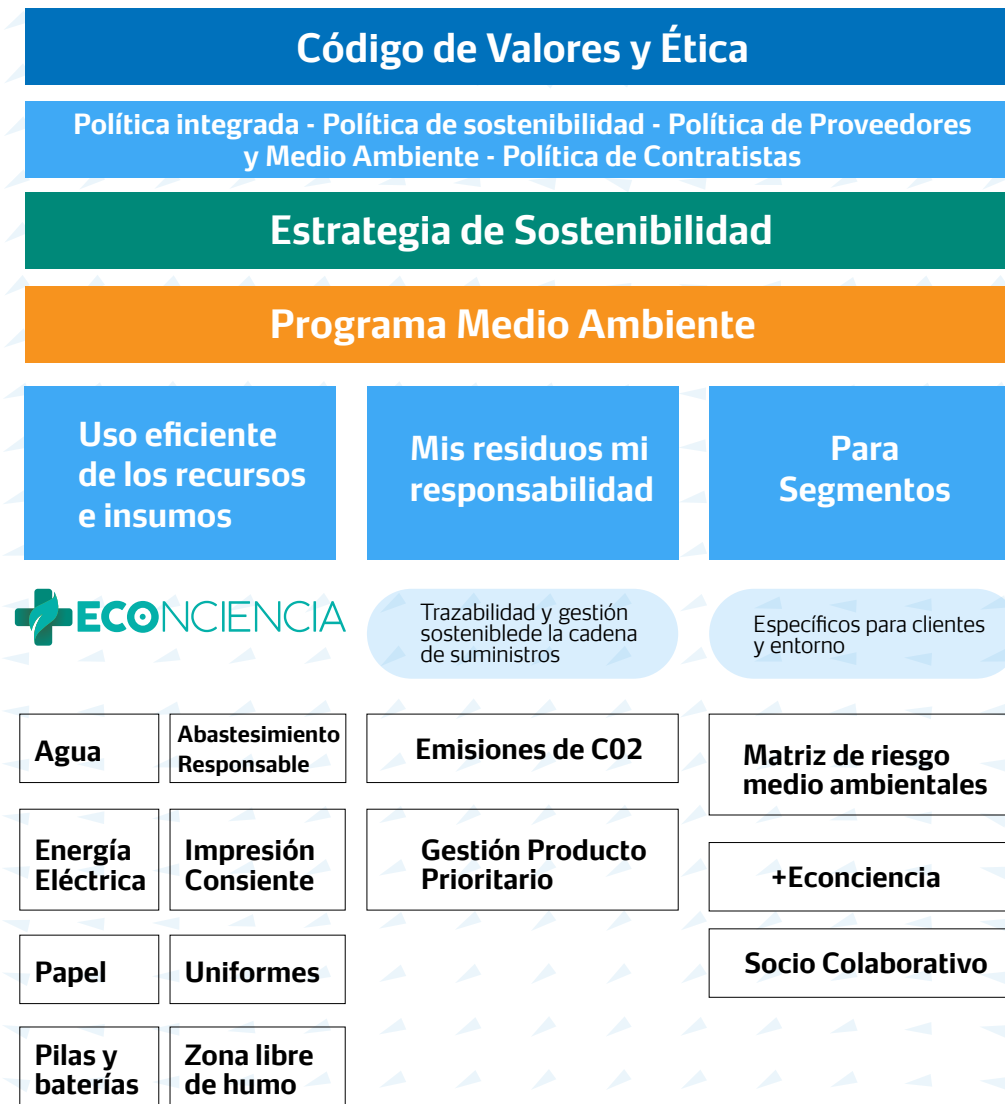 Código de Valores y Ética
Política integrada - Política de sostenibilidad - Política de Proveedores
y Medio Ambiente - Política de Contratistas
Estrategia de Sostenibilidad
Programa Medio Ambiente
Uso eficiente
de los recursos
e insumos
ECONCIENCIA
Agua
Abastesimiento
Responsable
Energía
Eléctrica
Impresión
Consiente
Papel
Uniformes
Pilas y
baterías
Zona libre
de humo
Mis residuos mi
responsabilidad
Trazabilidad y gestión
sosteniblede la cadena
de suministros
Emisiones de C02
Gestión Producto
Prioritario
Para
Segmentos
Específicos para clientes
y entorno
Matriz de riesgo
medio ambientales
+Econciencia
Socio Colaborativo